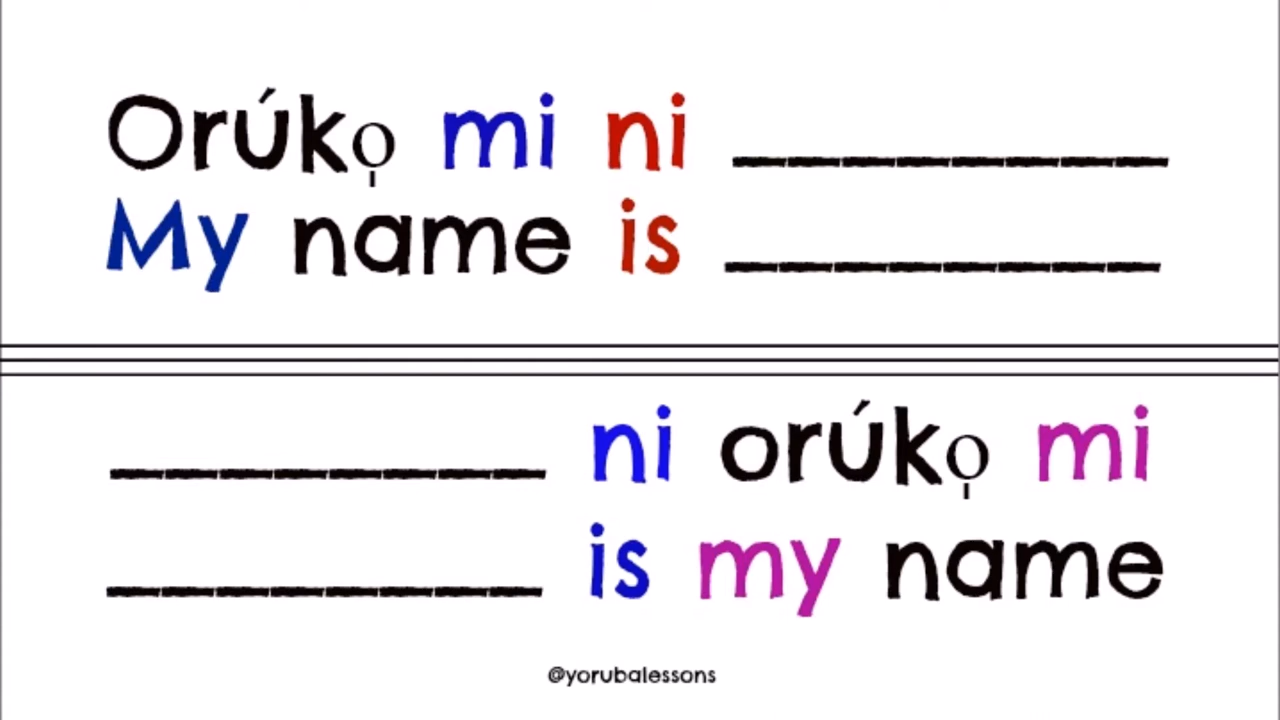 Orúkọ mi ni ________
My name is ________
________ ni orúkọ mi
________ is my name
@yorubalessons